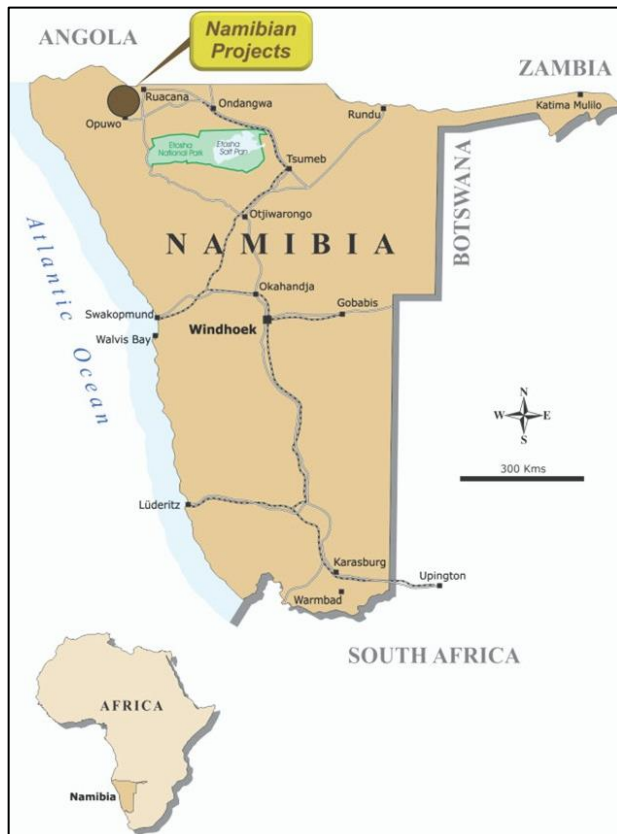 ANGOLA
Namibian
Projects
ZAMBIA
Ruacana
Ondangwa
Rundu
Katima Mulilo
Opuwo
Etosha
National Park
Etosha
Salt Pan
Tsumeb
BOTSWANA
Otjiwarongo
NAMIBIA
Atlantic Ocean
Okahandja
Gobabis
Swakopmund
Windhoek
Walvis Bay
N
W E
S
300 Kms
Lüderitz
Karasburg
Upington
Warmbad
SOUTH AFRICA
AFRICA
Namibia